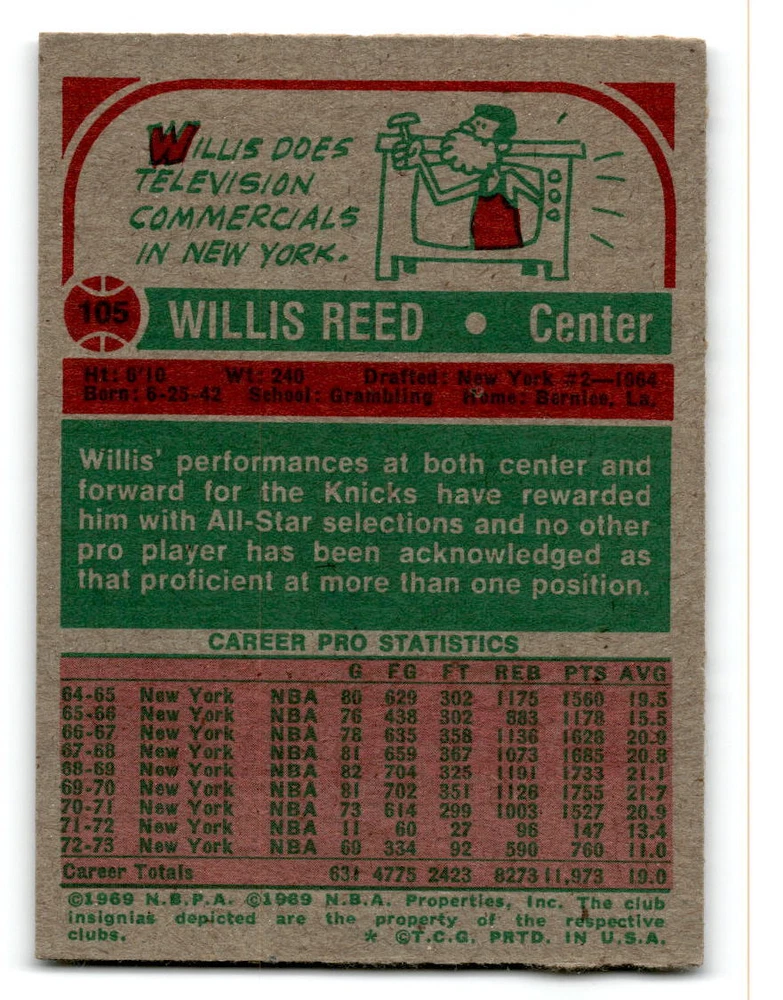 WILLIS DOES
TELEVISION
COMMERCIALS
IN NEW YORK.
105 WILLIS REED • Center
Ht: 6'10 Wt: 240 Drafted: New York #2—1964
Born: 6-25-42 School: Grambling Home: Bernice, La.
Willis' performances at both center and
forward for the Knicks have rewarded
him with All-Star selections and no other
pro player has been acknowledged as
that proficient at more than one position.
CAREER PRO STATISTICS
G FG FT REB PTS AVG
64-65 New York NBA 80 629 302 1175 1560 19.5
65-66 New York NBA 76 438 302 883 1178 15.5
66-67 New York NBA 78 635 358 1136 1628 20.9
67-68 New York NBA 81 659 367 1073 1685 20.8
68-69 New York NBA 82 704 325 1191 1733 21.1
69-70 New York NBA 81 702 351 1126 1755 21.7
70-71 New York NBA 73 614 299 1003 1527 20.9
71-72 New York NBA 11 60 27 96 147 13.4
72-73 New York NBA 69 334 92 590 760 11.0
Career Totals 631 4775 2423 8273 11,973 19.0
©1969 N.B.P.A. ©1969 N.B.A. Properties, Inc. The club
insignias depicted are the property of the respective
clubs. * ©T.C.G. PRTD. IN U.S.A.